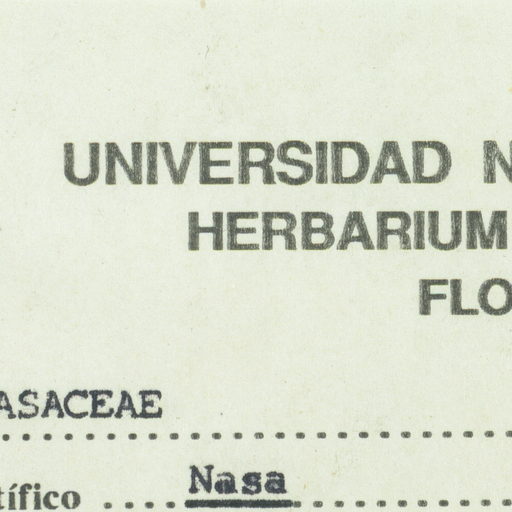 UNIVERSIDAD N
HERBARIUM
FLO
ASACEAE
tífico .... Nasa